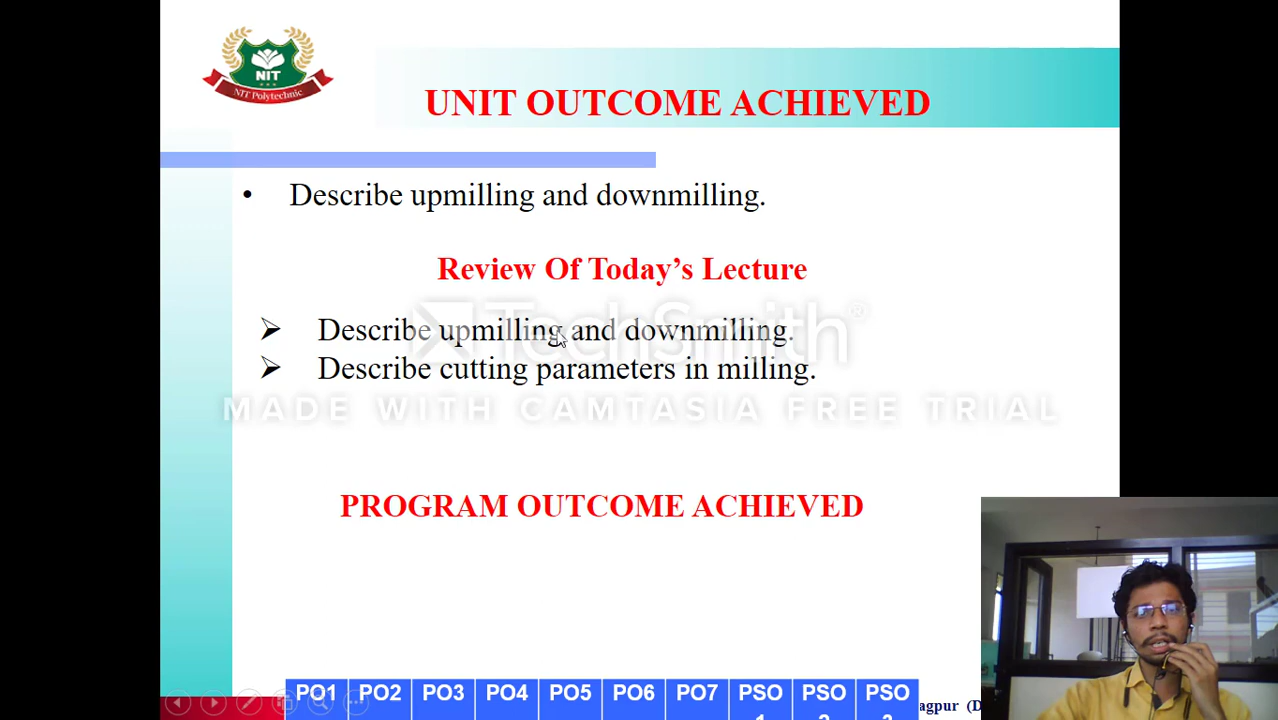 NIT
NIT Polytechnic
UNIT OUTCOME ACHIEVED
• Describe upmilling and downmilling.
Review Of Today's Lecture
➢ Describe upmilling and downmilling.
➢ Describe cutting parameters in milling.
TechSmith®
MADE WITH CAMTASIA FREE TRIAL
PROGRAM OUTCOME ACHIEVED
PO1 PO2 PO3 PO4 PO5 PO6 PO7 PSO PSO PSO
agpur (D